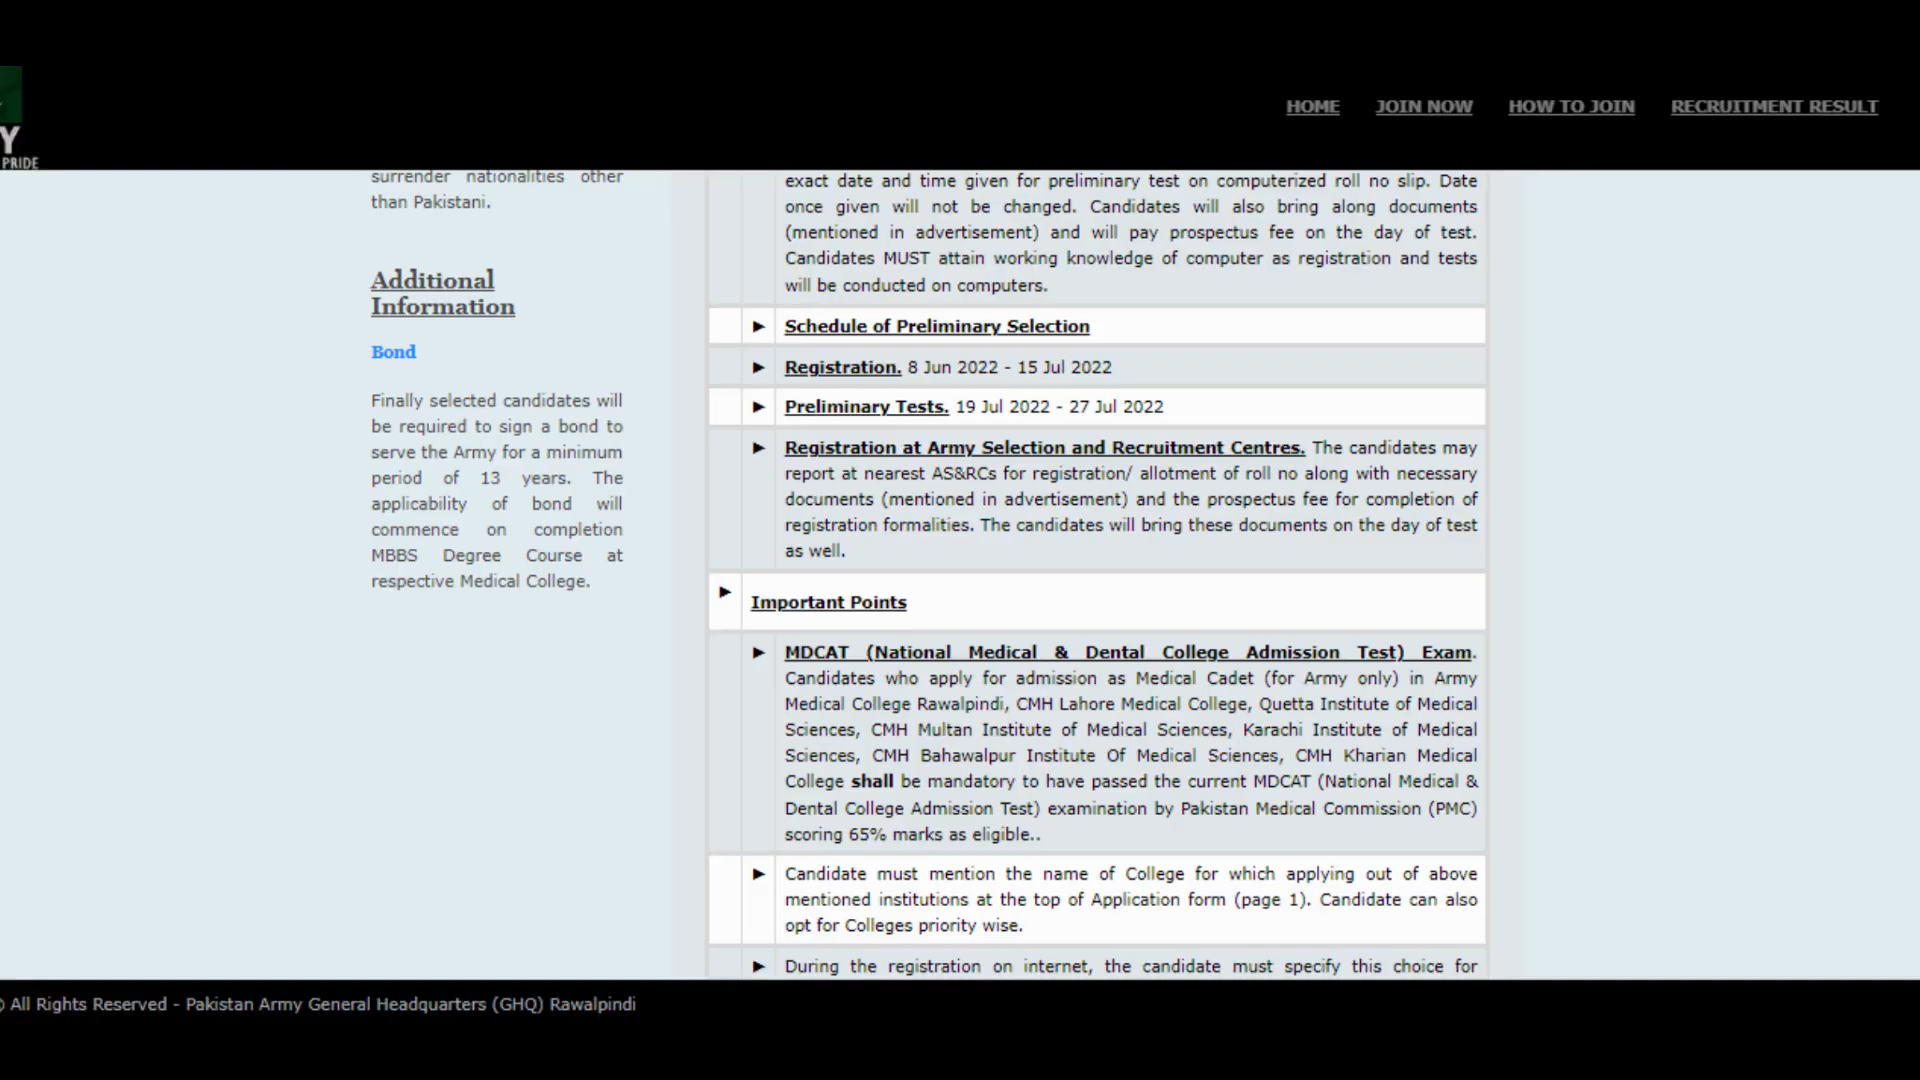 HOME JOIN NOW HOW TO JOIN RECRUITMENT RESULT
Y
PRIDE
surrender nationalities other
than Pakistani.
Additional
Information
Bond
Finally selected candidates will
be required to sign a bond to
serve the Army for a minimum
period of 13 years. The
applicability of bond will
commence on completion
MBBS Degree Course at
respective Medical College.
exact date and time given for preliminary test on computerized roll no slip. Date
once given will not be changed. Candidates will also bring along documents
(mentioned in advertisement) and will pay prospectus fee on the day of test.
Candidates MUST attain working knowledge of computer as registration and tests
will be conducted on computers.
► Schedule of Preliminary Selection
► Registration. 8 Jun 2022 - 15 Jul 2022
► Preliminary Tests. 19 Jul 2022 - 27 Jul 2022
► Registration at Army Selection and Recruitment Centres. The candidates may
report at nearest AS&RCs for registration/ allotment of roll no along with necessary
documents (mentioned in advertisement) and the prospectus fee for completion of
registration formalities. The candidates will bring these documents on the day of test
as well.
► Important Points
► MDCAT (National Medical & Dental College Admission Test) Exam.
Candidates who apply for admission as Medical Cadet (for Army only) in Army
Medical College Rawalpindi, CMH Lahore Medical College, Quetta Institute of Medical
Sciences, CMH Multan Institute of Medical Sciences, Karachi Institute of Medical
Sciences, CMH Bahawalpur Institute Of Medical Sciences, CMH Kharian Medical
College shall be mandatory to have passed the current MDCAT (National Medical &
Dental College Admission Test) examination by Pakistan Medical Commission (PMC)
scoring 65% marks as eligible..
► Candidate must mention the name of College for which applying out of above
mentioned institutions at the top of Application form (page 1). Candidate can also
opt for Colleges priority wise.
► During the registration on internet, the candidate must specify this choice for
© All Rights Reserved - Pakistan Army General Headquarters (GHQ) Rawalpindi